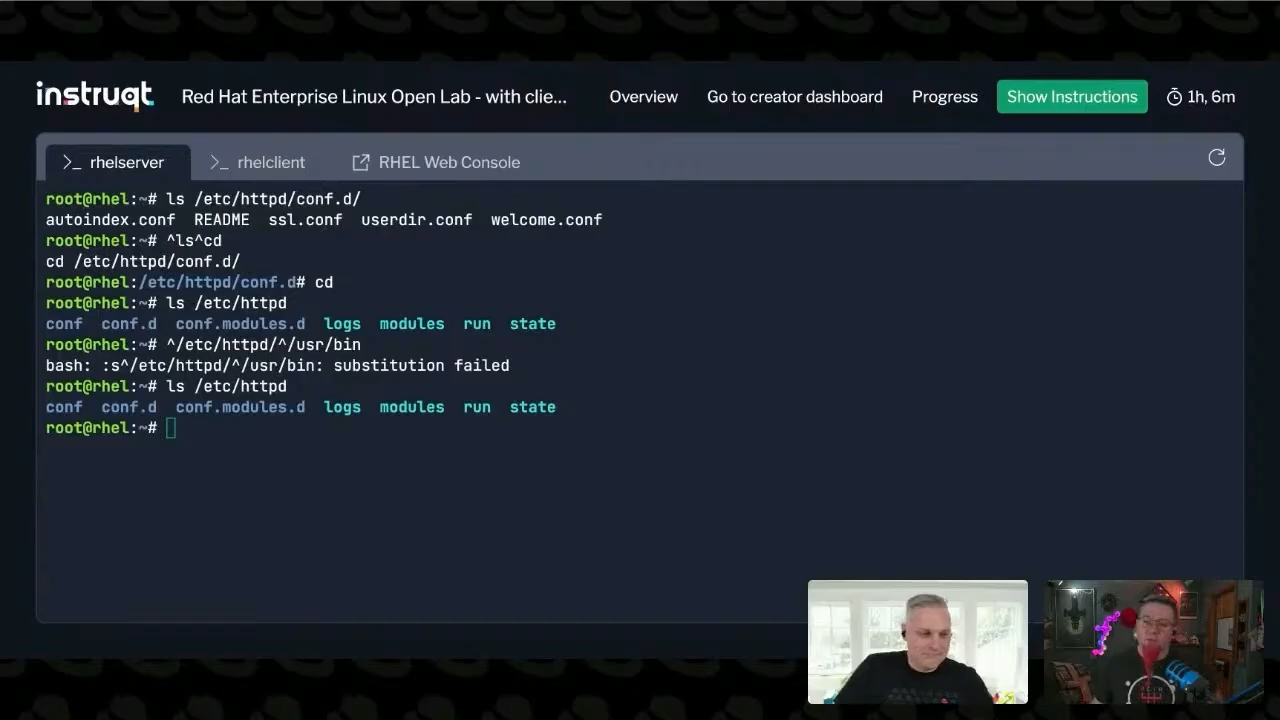 instruqt
Red Hat Enterprise Linux Open Lab - with clie...
Overview
Go to creator dashboard
Progress
Show Instructions
1h, 6m
>_ rhelserver
>_ rhelclient
RHEL Web Console
root@rhel:~# ls /etc/httpd/conf.d/
autoindex.conf  README  ssl.conf  userdir.conf  welcome.conf
root@rhel:~# ^ls^cd
cd /etc/httpd/conf.d/
root@rhel:/etc/httpd/conf.d# cd
root@rhel:~# ls /etc/httpd
conf  conf.d  conf.modules.d  logs  modules  run  state
root@rhel:~# ^/etc/httpd/^/usr/bin
bash: :s^/etc/httpd/^/usr/bin: substitution failed
root@rhel:~# ls /etc/httpd
conf  conf.d  conf.modules.d  logs  modules  run  state
root@rhel:~#